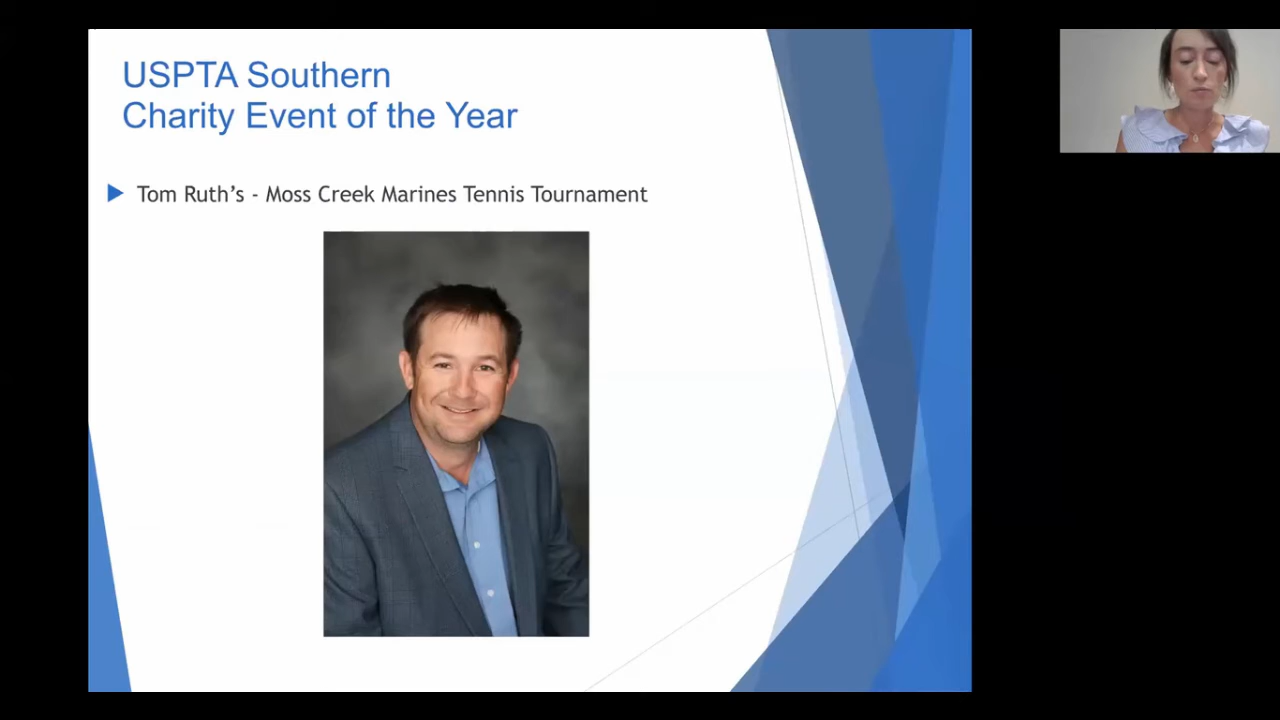 USPTA Southern
Charity Event of the Year
Tom Ruth’s - Moss Creek Marines Tennis Tournament